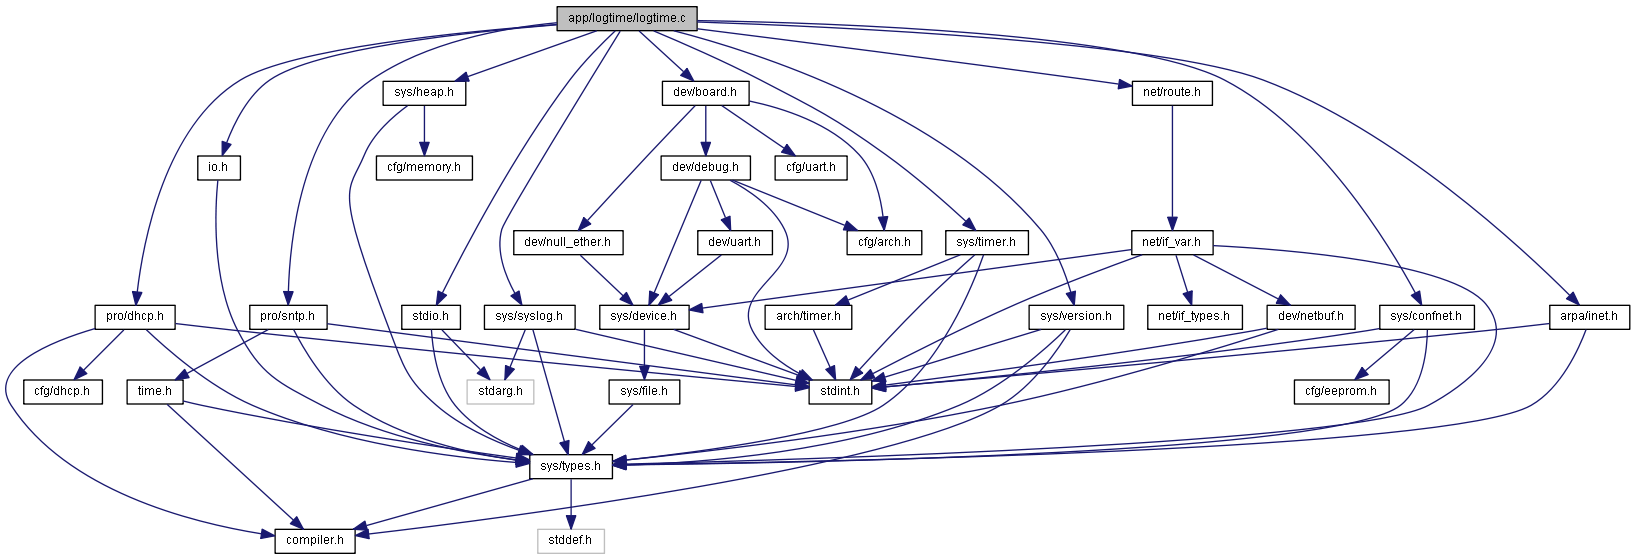 app/logtime/logtime.c
sys/heap.h
dev/board.h
net/route.h
io.h
cfg/memory.h
dev/debug.h
cfg/uart.h
dev/null_ether.h
dev/uart.h
cfg/arch.h
sys/timer.h
net/if_var.h
pro/dhcp.h
pro/sntp.h
stdio.h
sys/syslog.h
sys/device.h
arch/timer.h
sys/version.h
net/if_types.h
dev/netbuf.h
sys/confnet.h
arpa/inet.h
cfg/dhcp.h
time.h
stdarg.h
sys/file.h
stdint.h
cfg/eeprom.h
sys/types.h
compiler.h
stddef.h